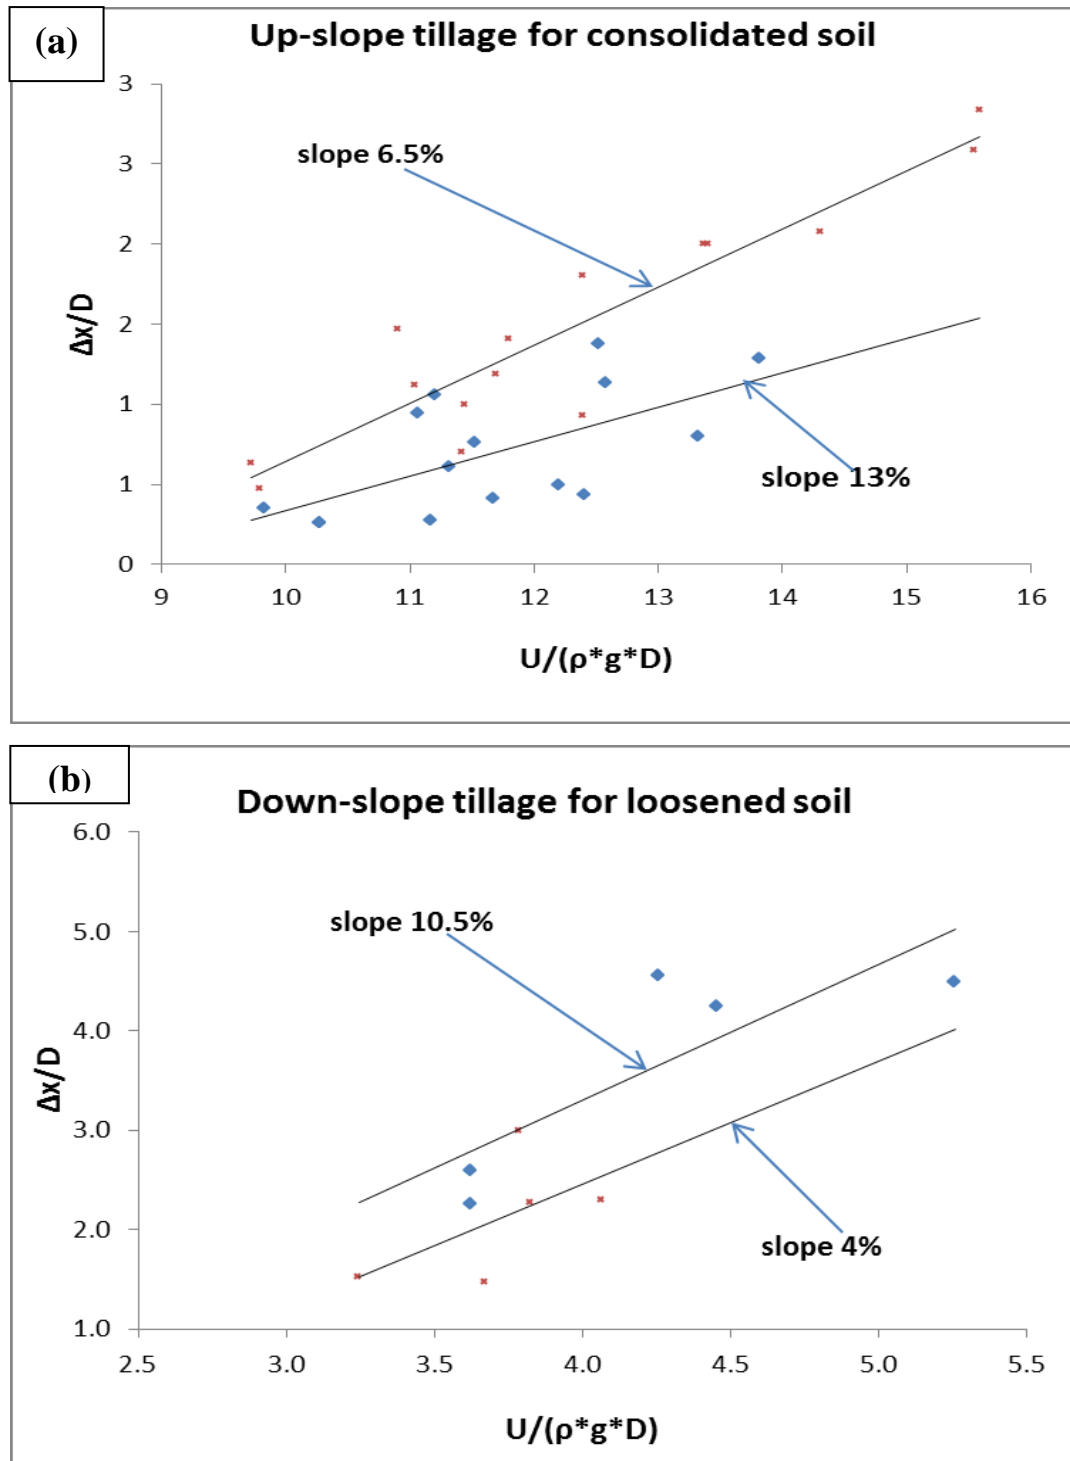 (a)
Up-slope tillage for consolidated soil
3
3
2
2
1
1
0
slope 6.5%
slope 13%
Δx/D
9 10 11 12 13 14 15 16
U/(ρ*g*D)
(b)
Down-slope tillage for loosened soil
6.0
5.0
4.0
3.0
2.0
1.0
slope 10.5%
slope 4%
Δx/D
2.5 3.0 3.5 4.0 4.5 5.0 5.5
U/(ρ*g*D)